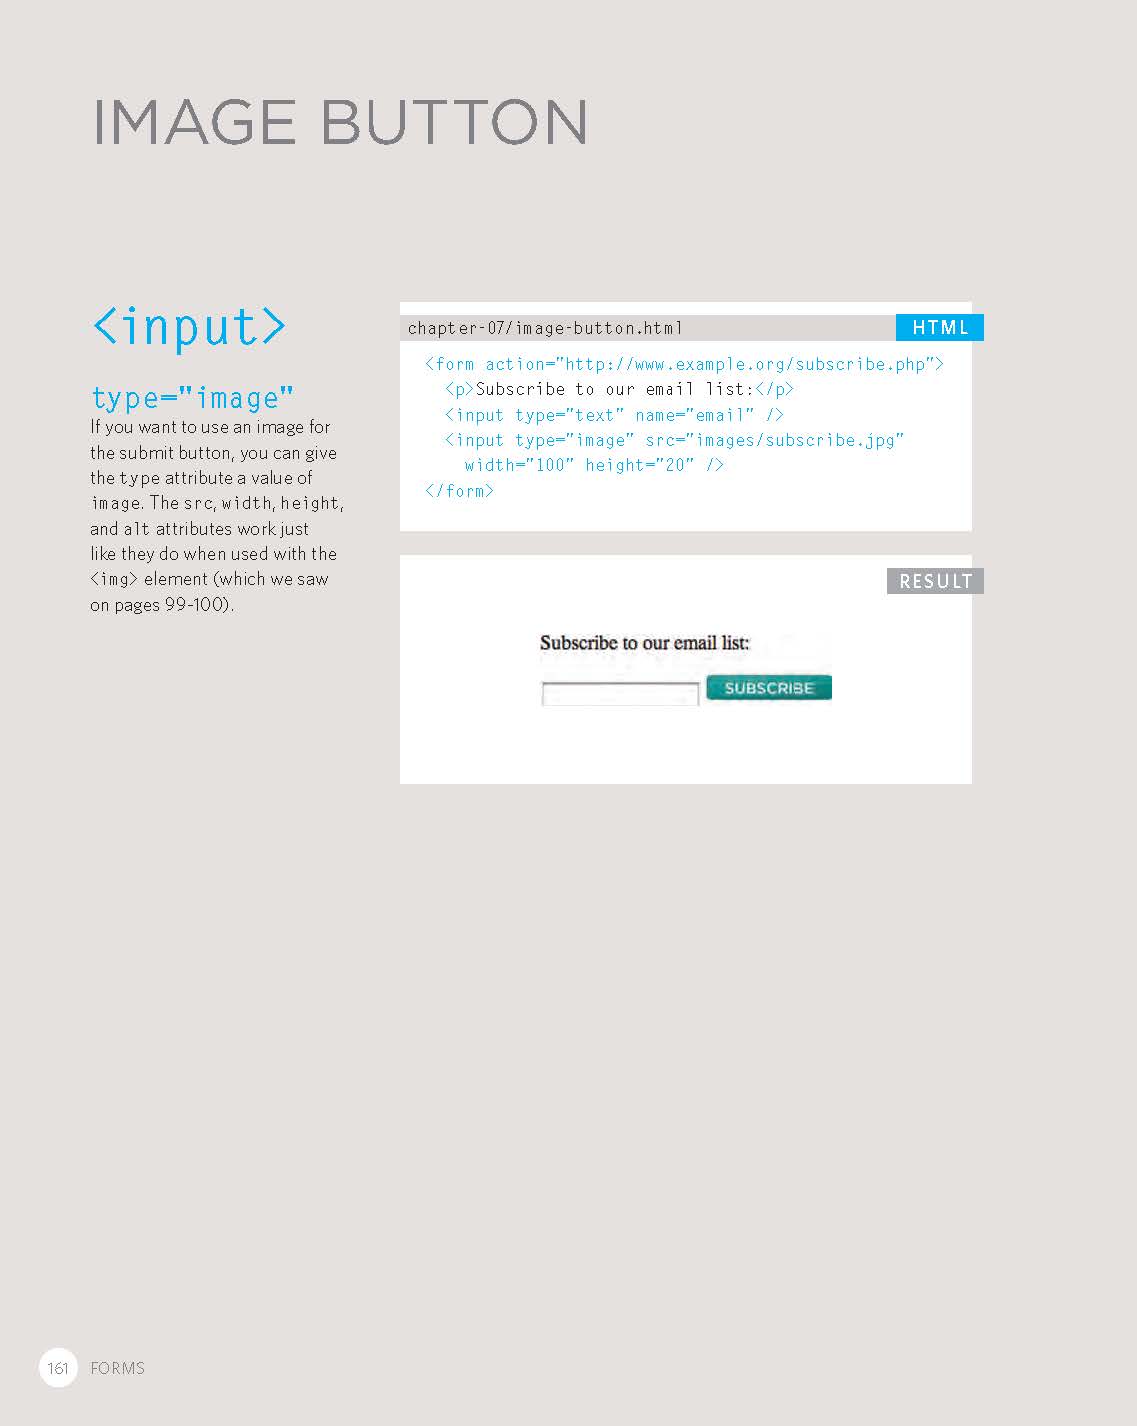 IMAGE BUTTON
<input>
type="image"
If you want to use an image for
the submit button, you can give
the type attribute a value of
image. The src, width, height,
and alt attributes work just
like they do when used with the
<img> element (which we saw
on pages 99-100).
chapter-07/image-button.html
HTML
<form action="http://www.example.org/subscribe.php">
<p>Subscribe to our email list:</p>
<input type="text" name="email" />
<input type="image" src="images/subscribe.jpg"
width="100" height="20" />
</form>
RESULT
Subscribe to our email list:
SUBSCRIBE
161 FORMS